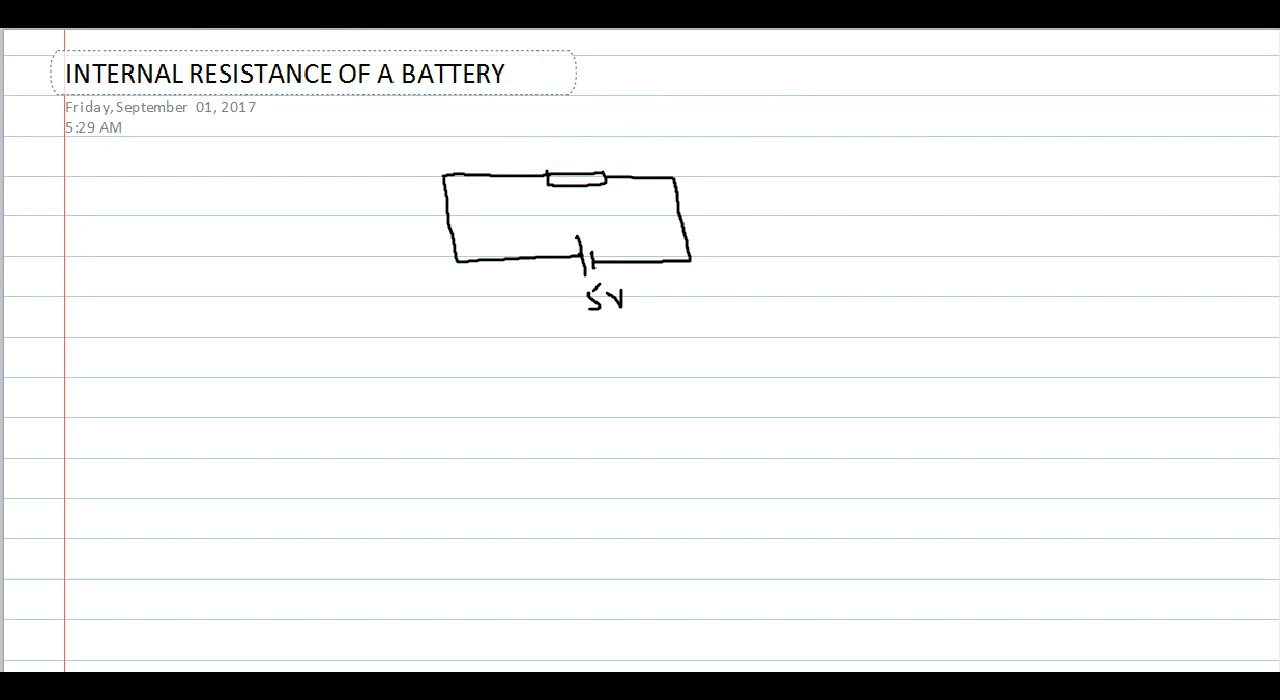 INTERNAL RESISTANCE OF A BATTERY
Friday, September 01, 2017
5:29 AM
5V